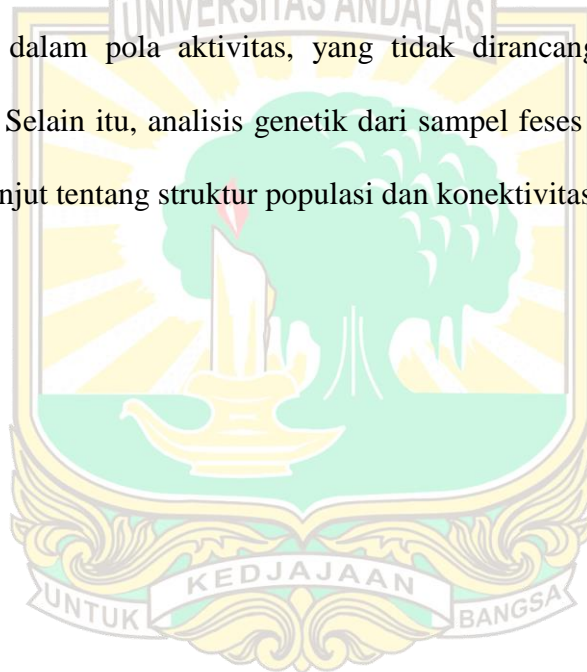 UNIVERSITAS ANDALAS
dalam pola aktivitas, yang tidak dirancang
Selain itu, analisis genetik dari sampel feses
njut tentang struktur populasi dan konektivitas
KEDJAJAAN
UNTUK BANGSA